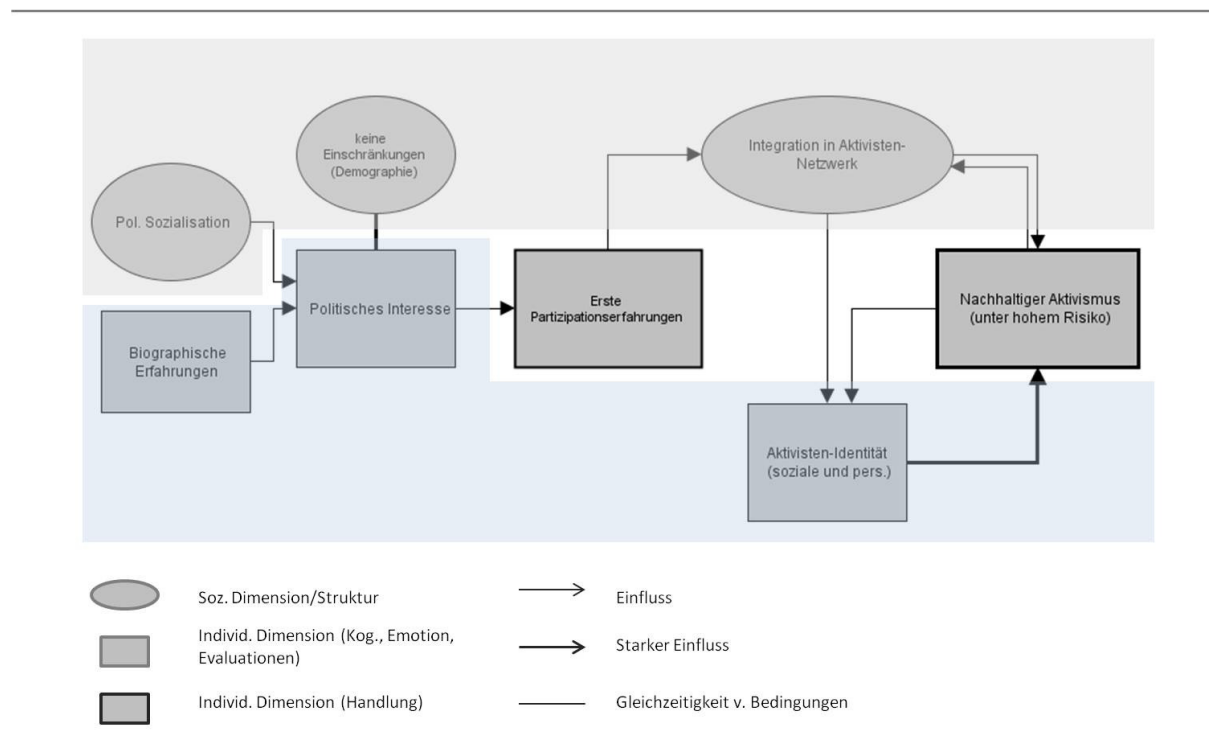 keine
Einschränkungen
(Demographie)
Integration in Aktivisten-
Netzwerk
Pol. Sozialisation
Politisches Interesse
Erste
Partizipationserfahrungen
Nachhaltiger Aktivismus
(unter hohem Risiko)
Biographische
Erfahrungen
Aktivisten-Identität
(soziale und pers.)
Soz. Dimension/Struktur
Einfluss
Individ. Dimension (Kog., Emotion,
Evaluationen)
Starker Einfluss
Individ. Dimension (Handlung)
Gleichzeitigkeit v. Bedingungen